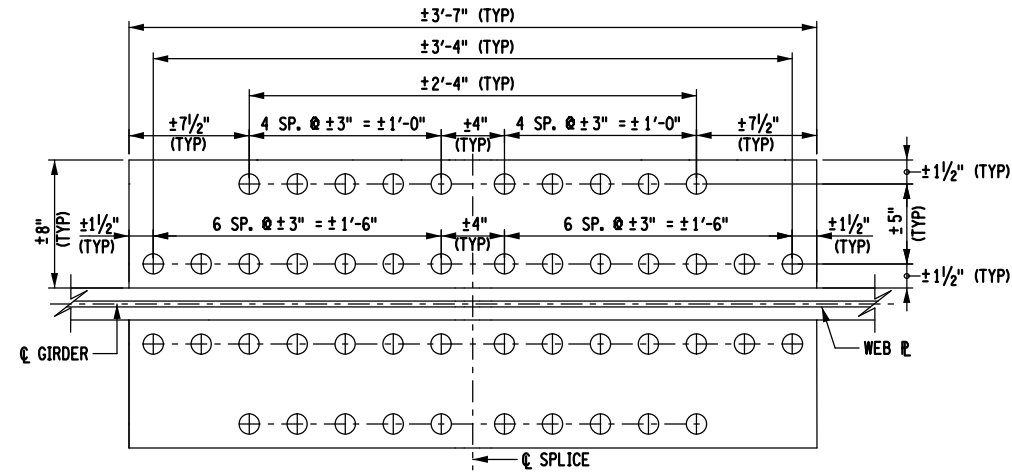 ±3'-7" (TYP)
±3'-4" (TYP)
±2'-4" (TYP)
±7½"
(TYP)
4 SP. @ ±3" = ±1'-0"
±4"
(TYP)
4 SP. @ ±3" = ±1'-0"
±7½"
(TYP)
±1½" (TYP)
±8"
(TYP)
±1½"
(TYP)
6 SP. @ ±3" = ±1'-6"
±4"
(TYP)
6 SP. @ ±3" = ±1'-6"
±1½"
(TYP)
±5"
(TYP)
±1½" (TYP)
℄ GIRDER
WEB ⅊
℄ SPLICE